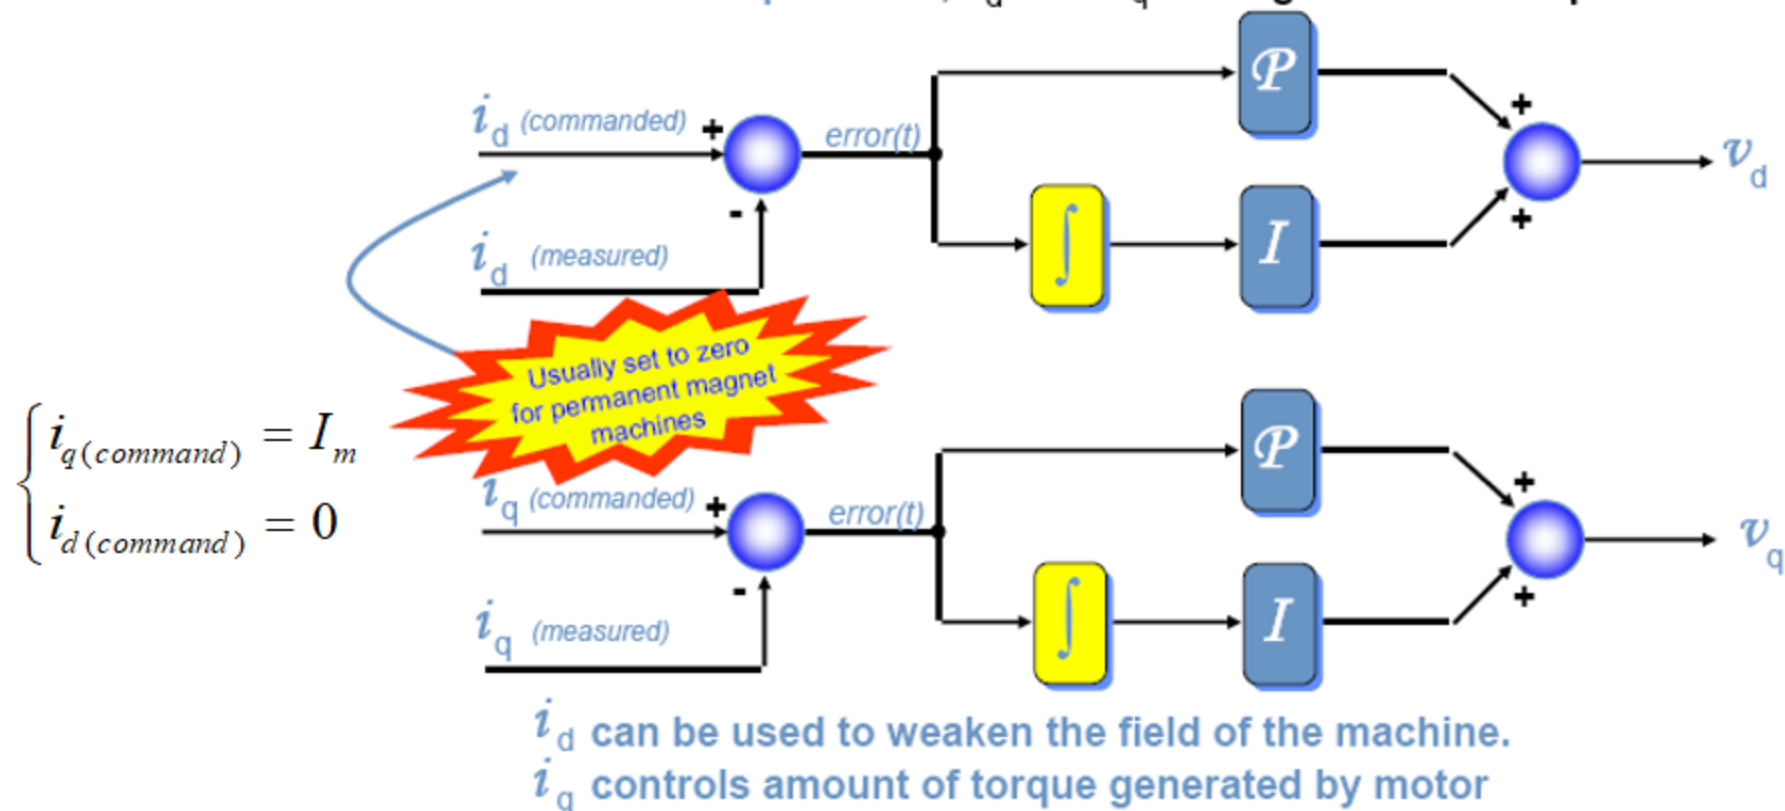 i_d (commanded) +
error(t)
P
+
v_d
-
i_d (measured)
∫
I
+
Usually set to zero
for permanent magnet
machines
i_q(command) = I_m
i_d(command) = 0
i_q (commanded) +
error(t)
P
+
v_q
-
i_q (measured)
∫
I
+
i_d can be used to weaken the field of the machine.
i_q controls amount of torque generated by motor